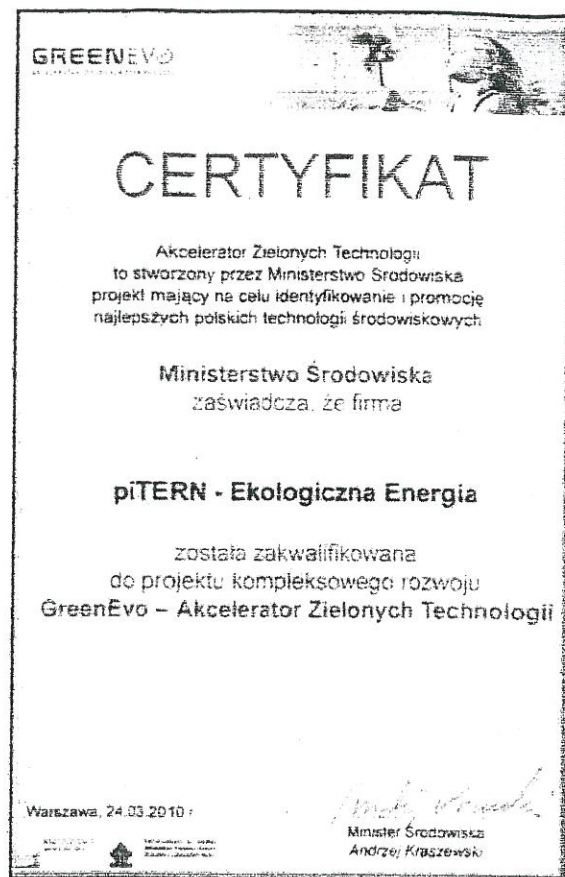 GREENEVO
CERTYFIKAT
Akcelerator Zielonych Technologii
to stworzony przez Ministerstwo Środowiska
projekt mający na celu identyfikowanie i promocję
najlepszych polskich technologii środowiskowych
Ministerstwo Środowiska
zaświadcza, że firma
piTERN - Ekologiczna Energia
została zakwalifikowana
do projektu kompleksowego rozwoju
GreenEvo – Akcelerator Zielonych Technologii
Warszawa, 24.03.2010 r.
Minister Środowiska
Andrzej Kraszewski